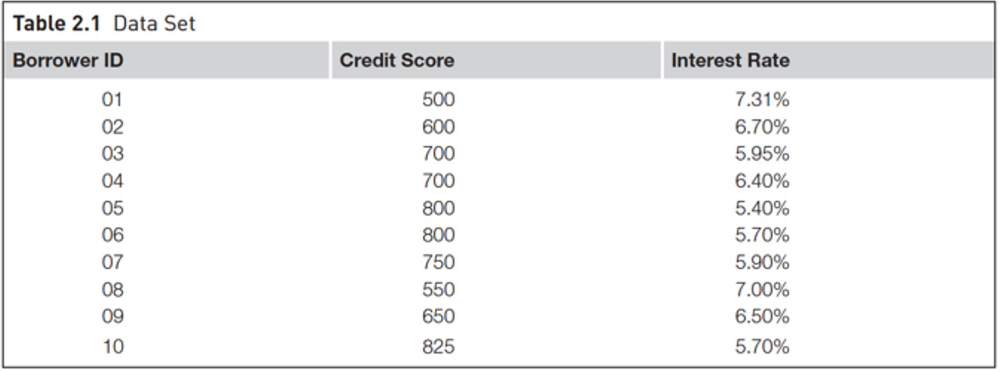 Table 2.1 Data Set
Borrower ID Credit Score Interest Rate
01 500 7.31%
02 600 6.70%
03 700 5.95%
04 700 6.40%
05 800 5.40%
06 800 5.70%
07 750 5.90%
08 550 7.00%
09 650 6.50%
10 825 5.70%